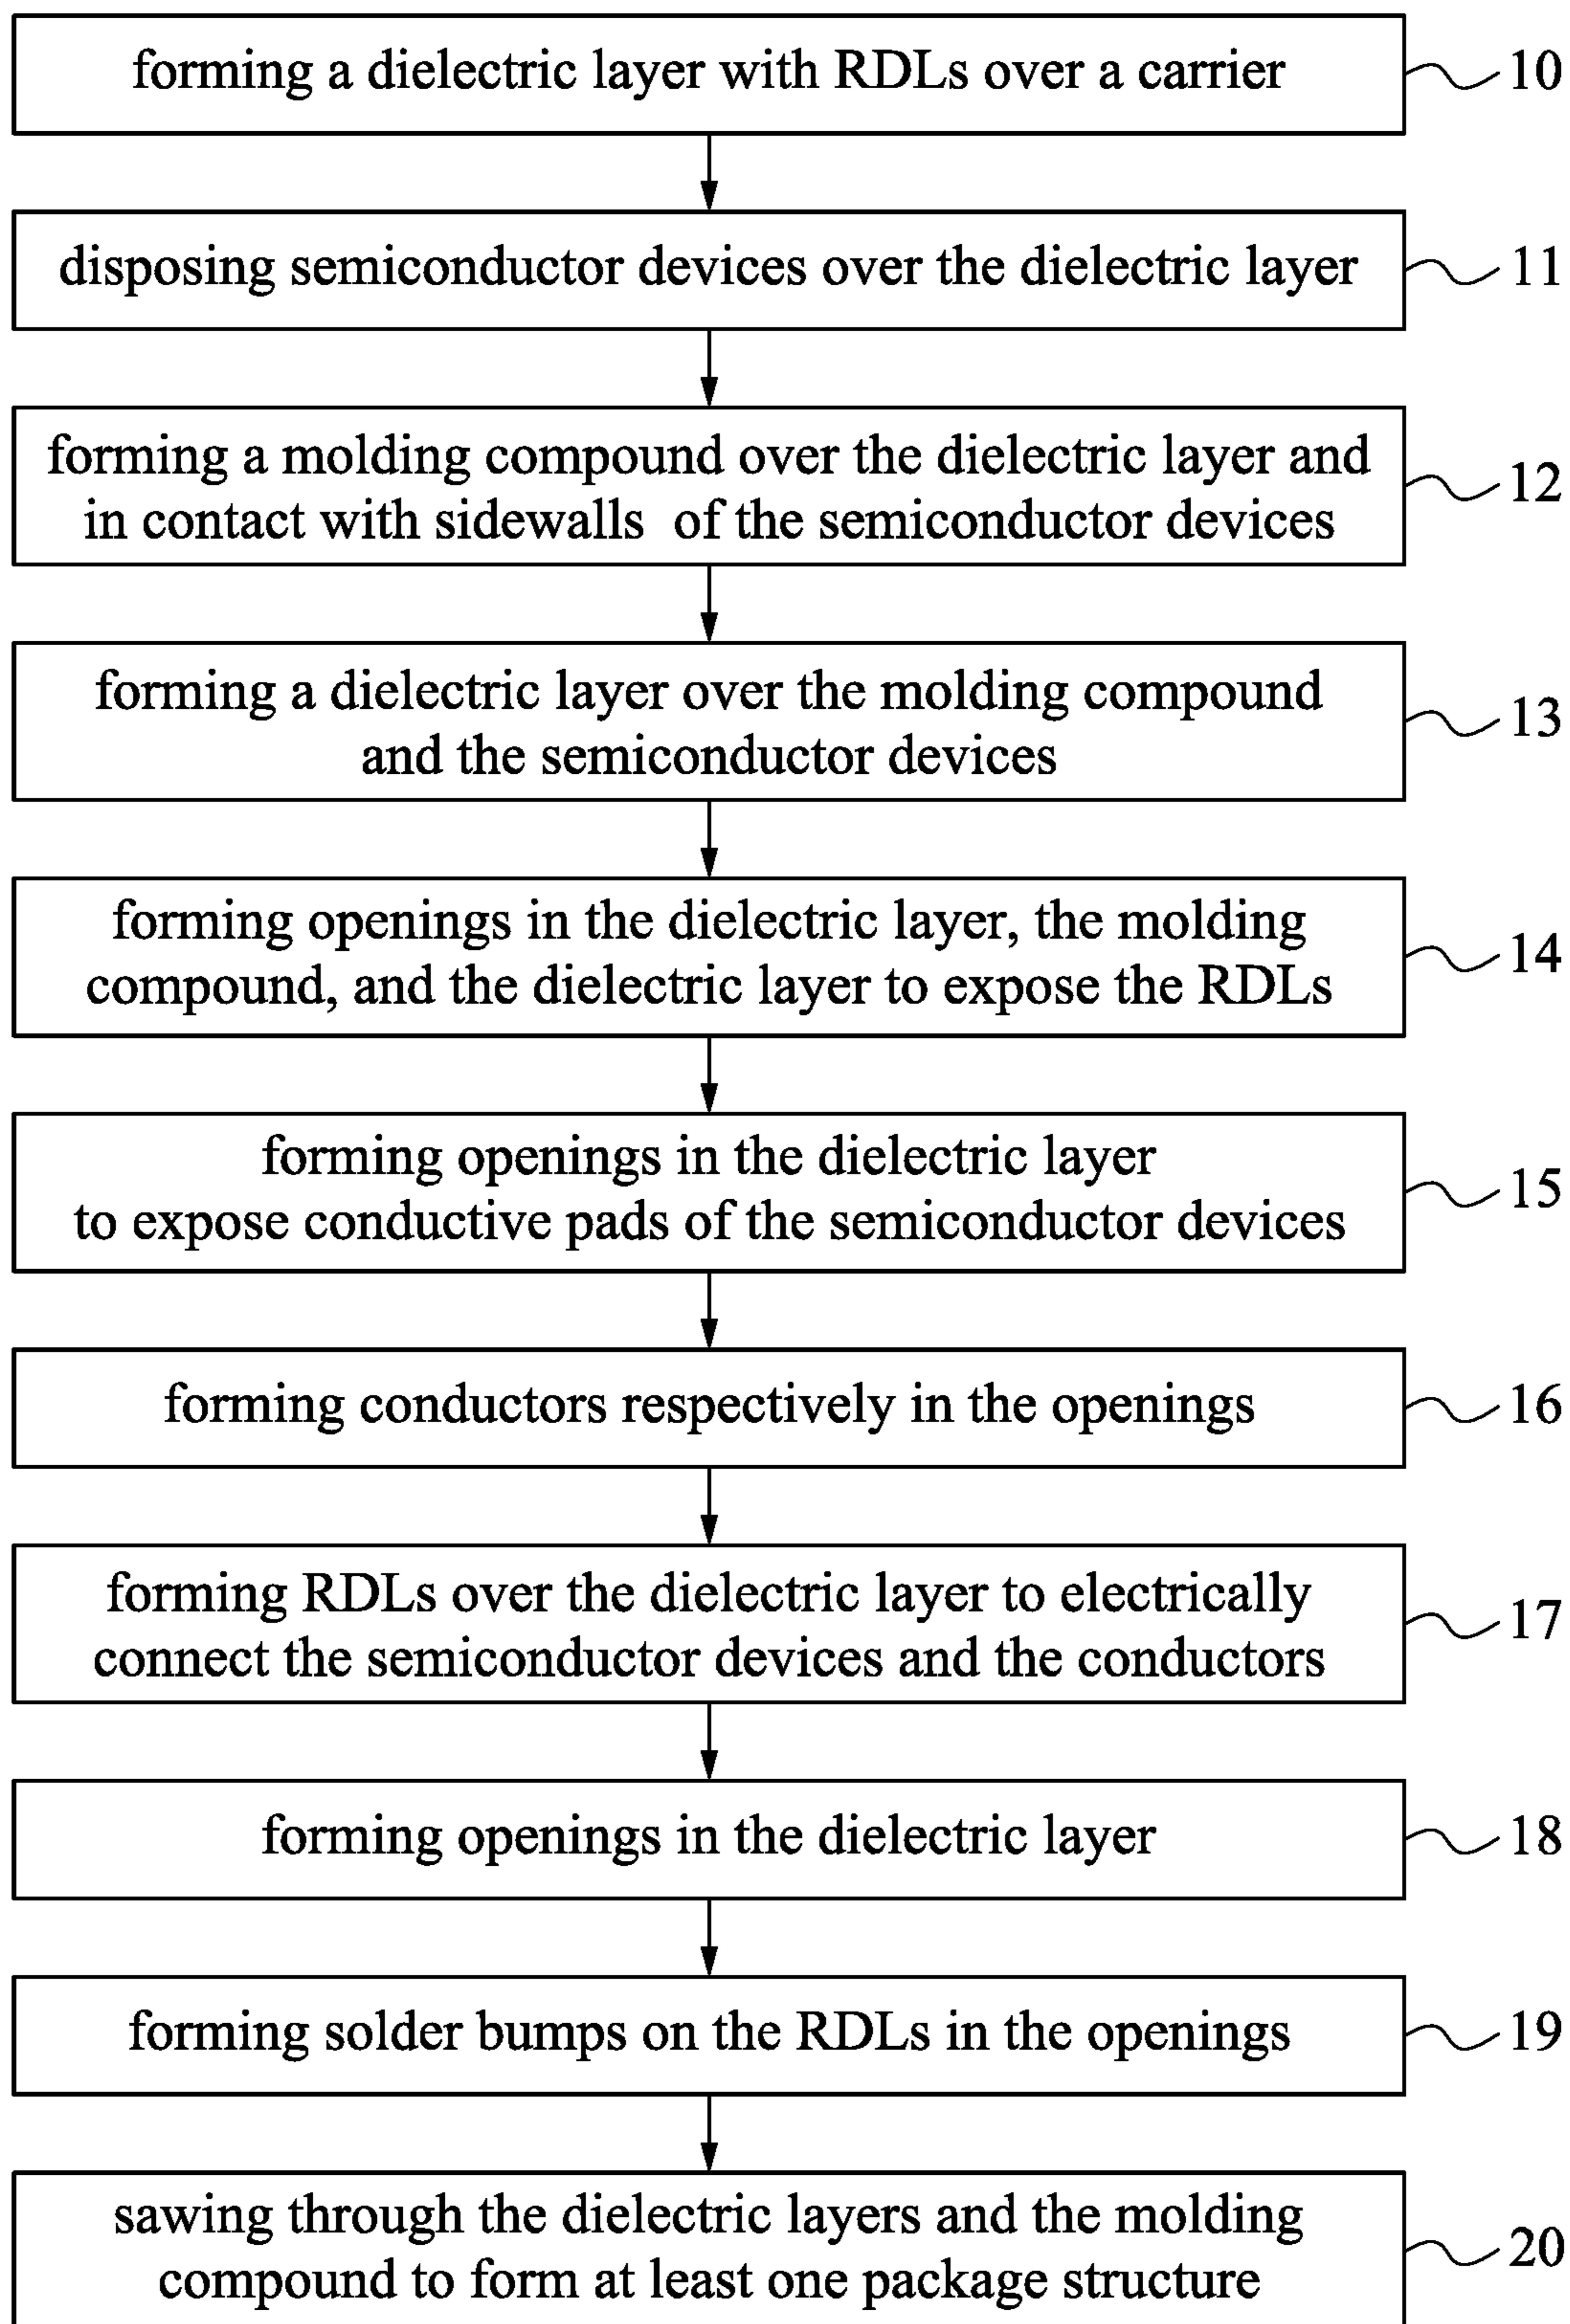 forming a dielectric layer with RDLs over a carrier
10
disposing semiconductor devices over the dielectric layer
11
forming a molding compound over the dielectric layer and
in contact with sidewalls of the semiconductor devices
12
forming a dielectric layer over the molding compound
and the semiconductor devices
13
forming openings in the dielectric layer, the molding
compound, and the dielectric layer to expose the RDLs
14
forming openings in the dielectric layer
to expose conductive pads of the semiconductor devices
15
forming conductors respectively in the openings
16
forming RDLs over the dielectric layer to electrically
connect the semiconductor devices and the conductors
17
forming openings in the dielectric layer
18
forming solder bumps on the RDLs in the openings
19
sawing through the dielectric layers and the molding
compound to form at least one package structure
20